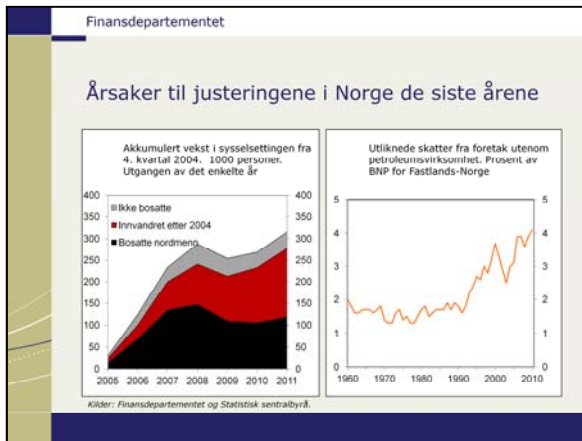 Finansdepartementet
Årsaker til justeringene i Norge de siste årene
Akkumulert vekst i sysselsettingen fra
4. kvartal 2004. 1000 personer.
Utgangen av det enkelte år
400 400
350 350
300 300
250 250
200 200
150 150
100 100
50 50
0 0
Ikke bosatte
Innvandret etter 2004
Bosatte nordmenn
2005 2006 2007 2008 2009 2010 2011
Utliknede skatter fra foretak utenom
petroleumsvirksomhet. Prosent av
BNP for Fastlands-Norge
5 5
4 4
3 3
2 2
1 1
0 0
1960 1970 1980 1990 2000 2010
Kilder: Finansdepartementet og Statistisk sentralbyrå.